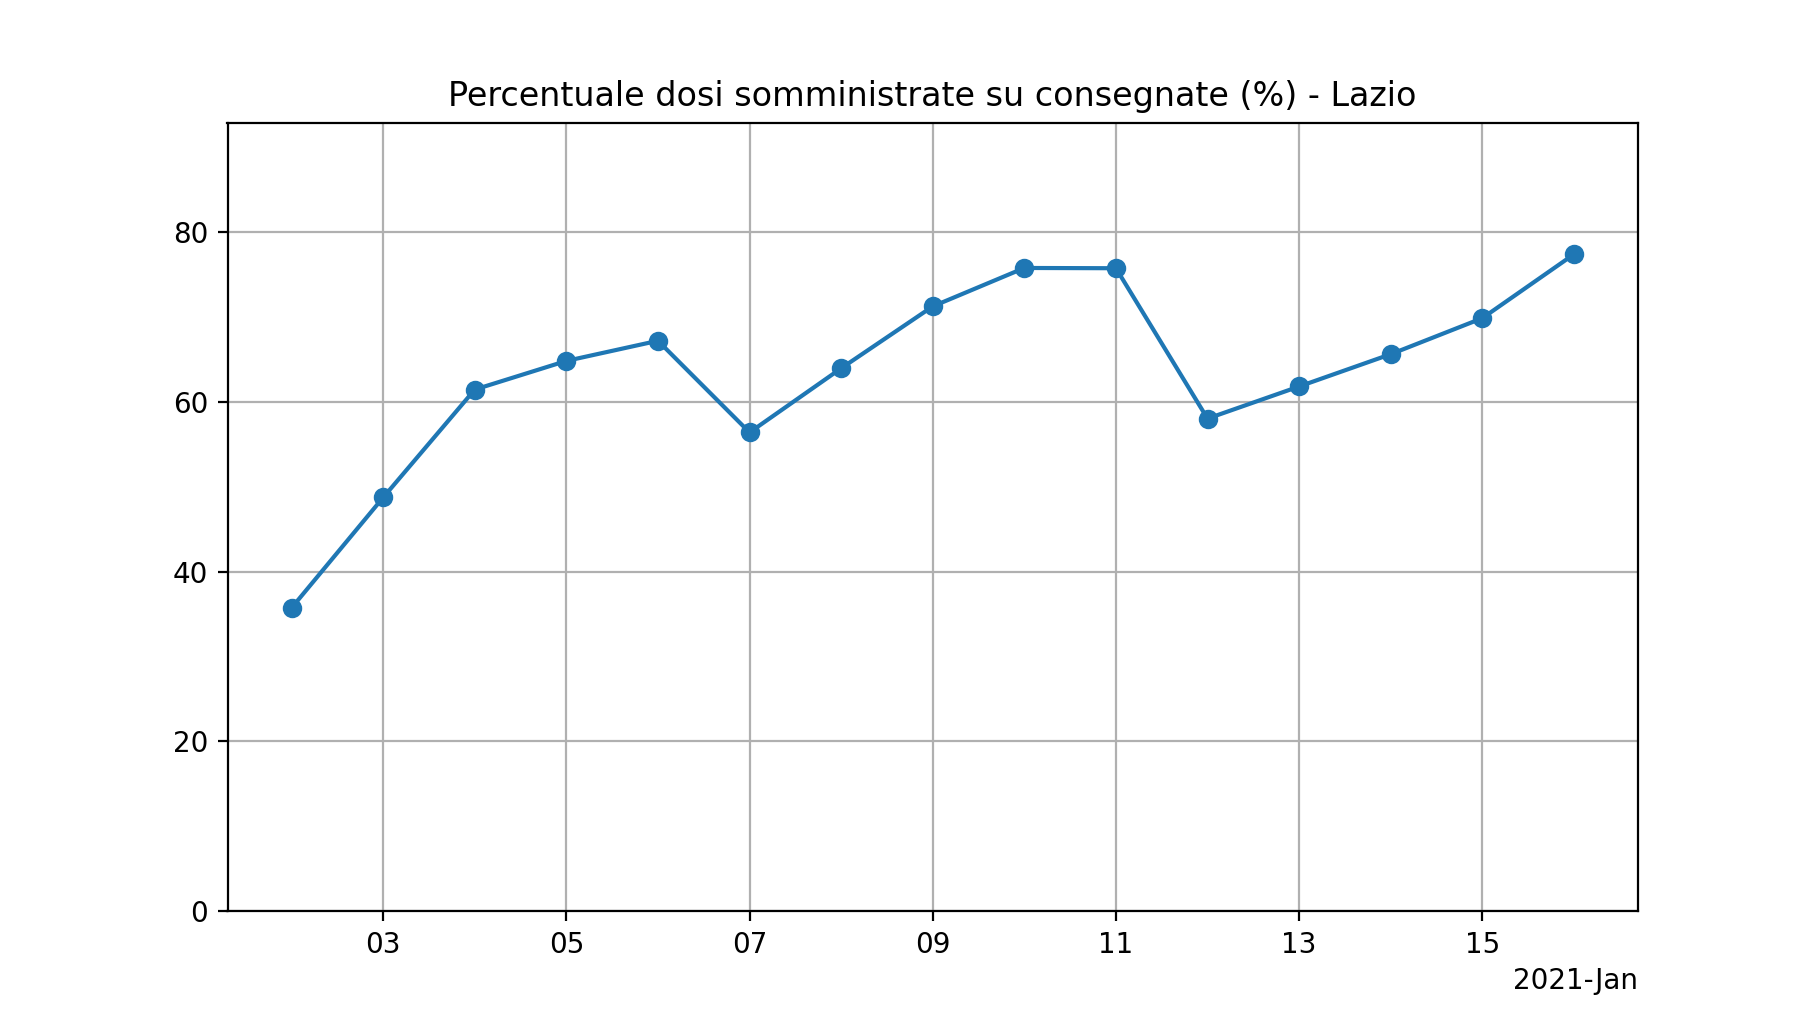 Percentuale dosi somministrate su consegnate (%) - Lazio
80
60
40
20
0
03 05 07 09 11 13 15
2021-Jan